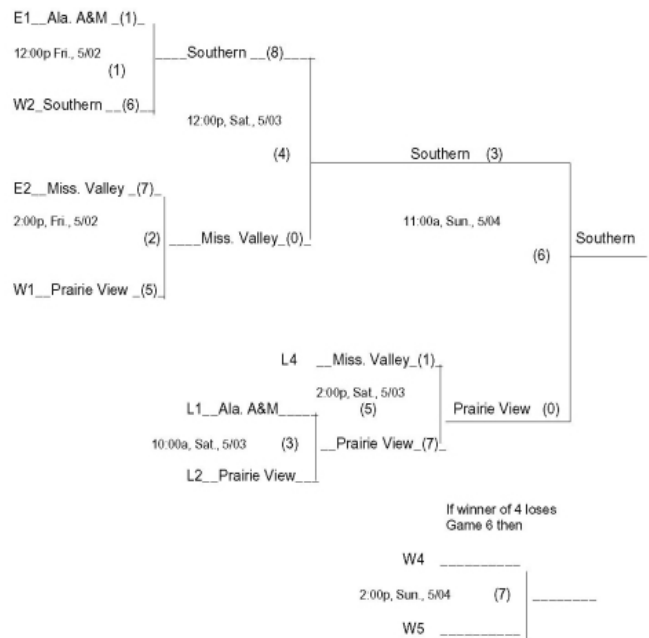 E1__Ala. A&M _(1)_
12:00p Fri., 5/02
(1)
W2_Southern __(6)__
____Southern __(8)__
12:00p, Sat., 5/03
(4)
E2__Miss. Valley _(7)_
2:00p, Fri., 5/02
(2)
W1__Prairie View _(5)_
____Miss. Valley_(0)_
Southern (3)
11:00a, Sun., 5/04
(6)
Southern
L4 __Miss. Valley_(1)_
2:00p, Sat., 5/03
(5)
L1__Ala. A&M_____
10:00a, Sat., 5/03 (3)
L2__Prairie View___
__Prairie View_(7)_
Prairie View (0)
If winner of 4 loses
Game 6 then
W4 __________
2:00p, Sun., 5/04 (7) ________
W5 __________